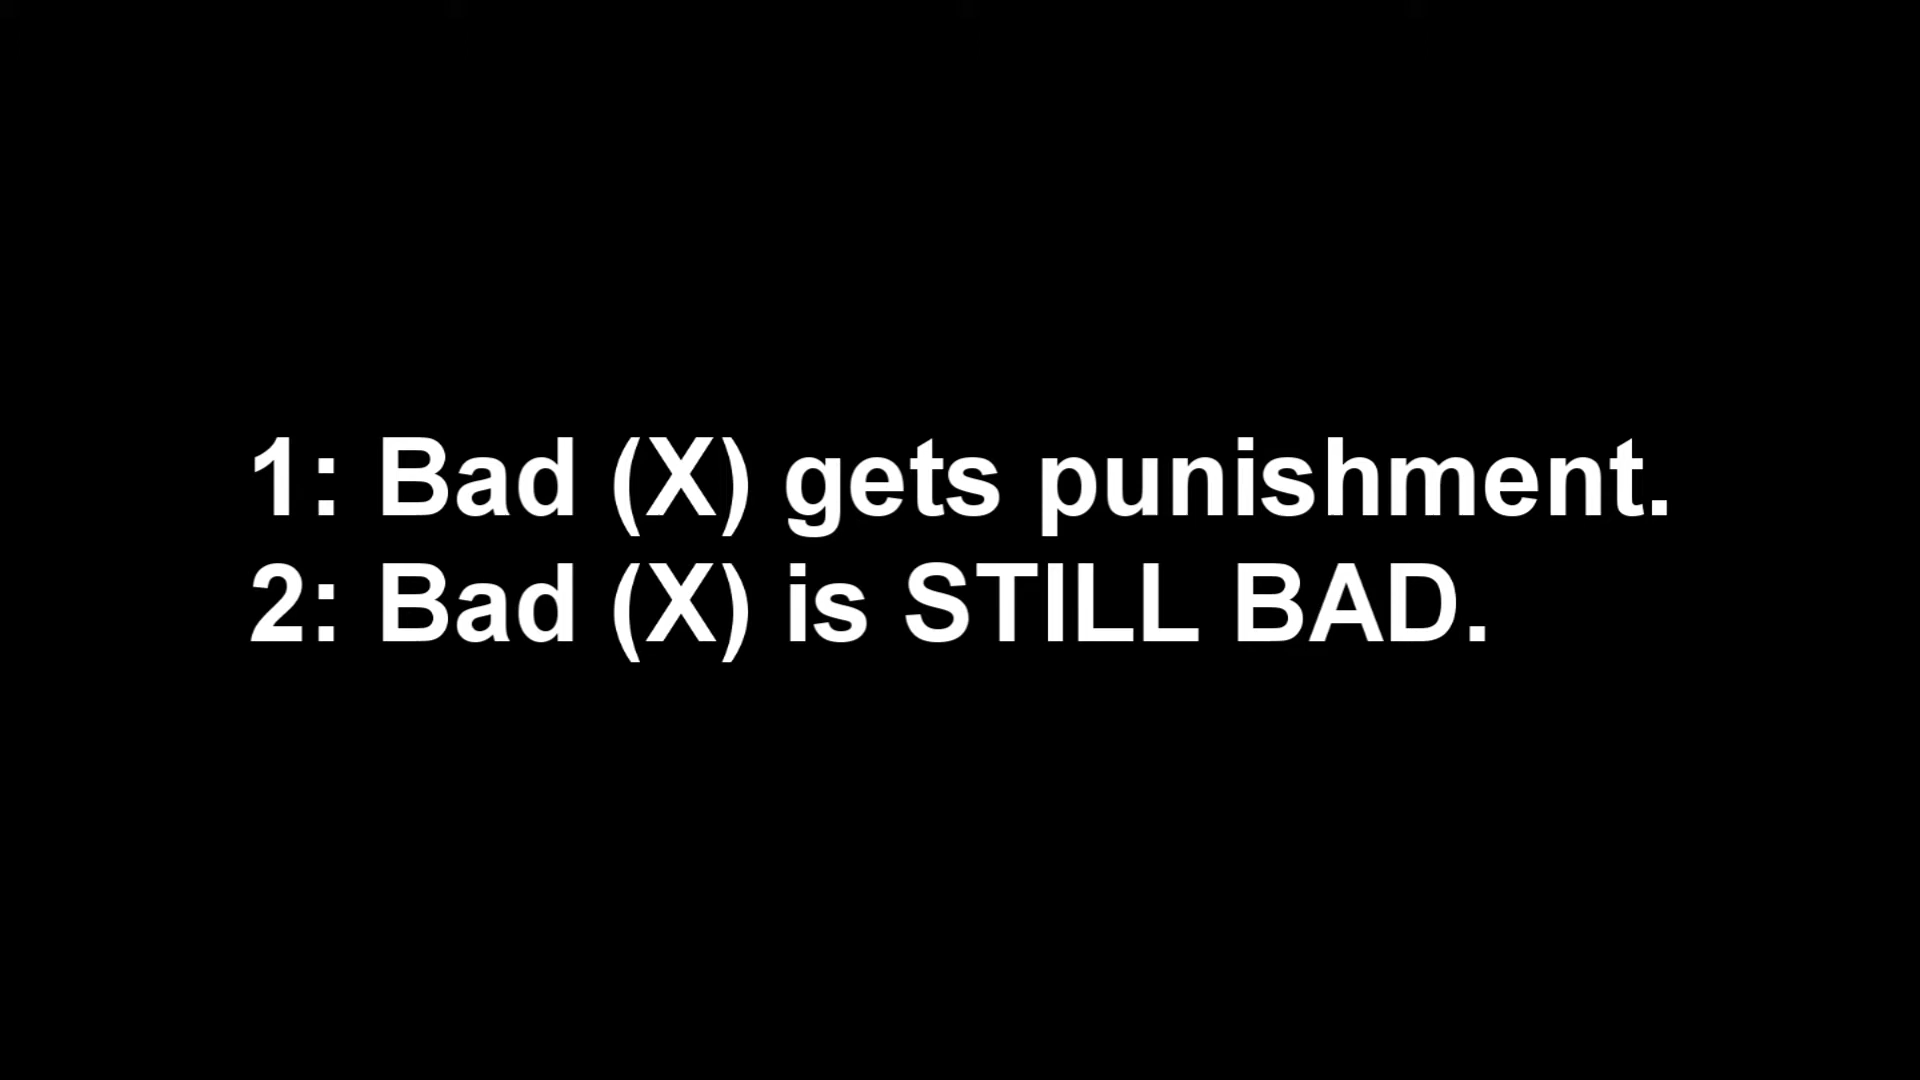 1: Bad (X) gets punishment.
2: Bad (X) is STILL BAD.